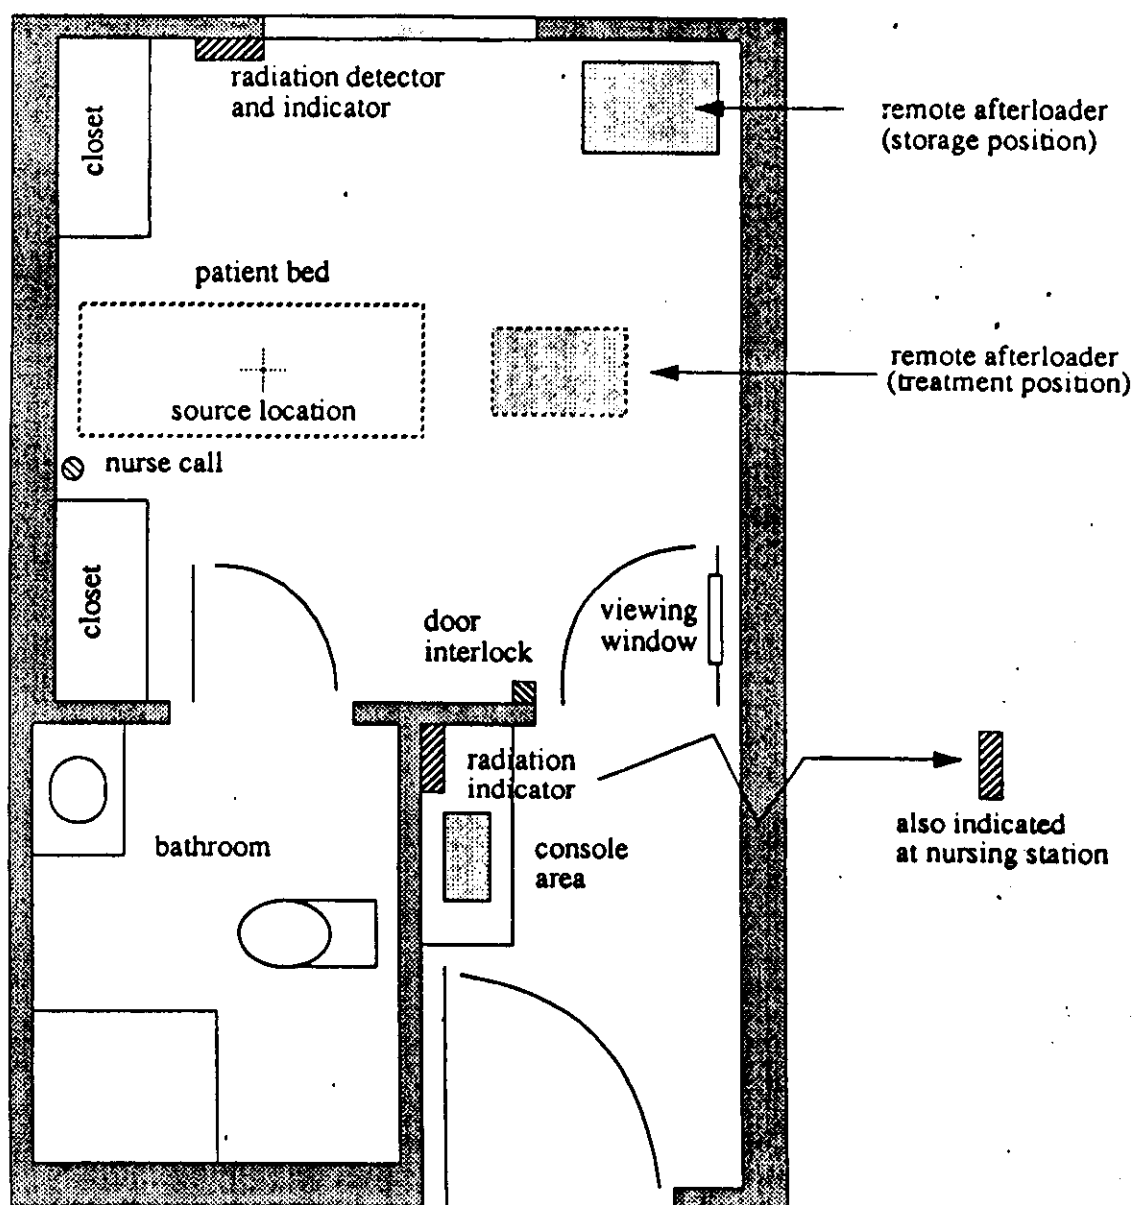 radiation detector
and indicator
closet
remote afterloader
(storage position)
patient bed
remote afterloader
(treatment position)
source location
nurse call
closet
door
interlock
viewing
window
radiation
indicator
bathroom
console
area
also indicated
at nursing station